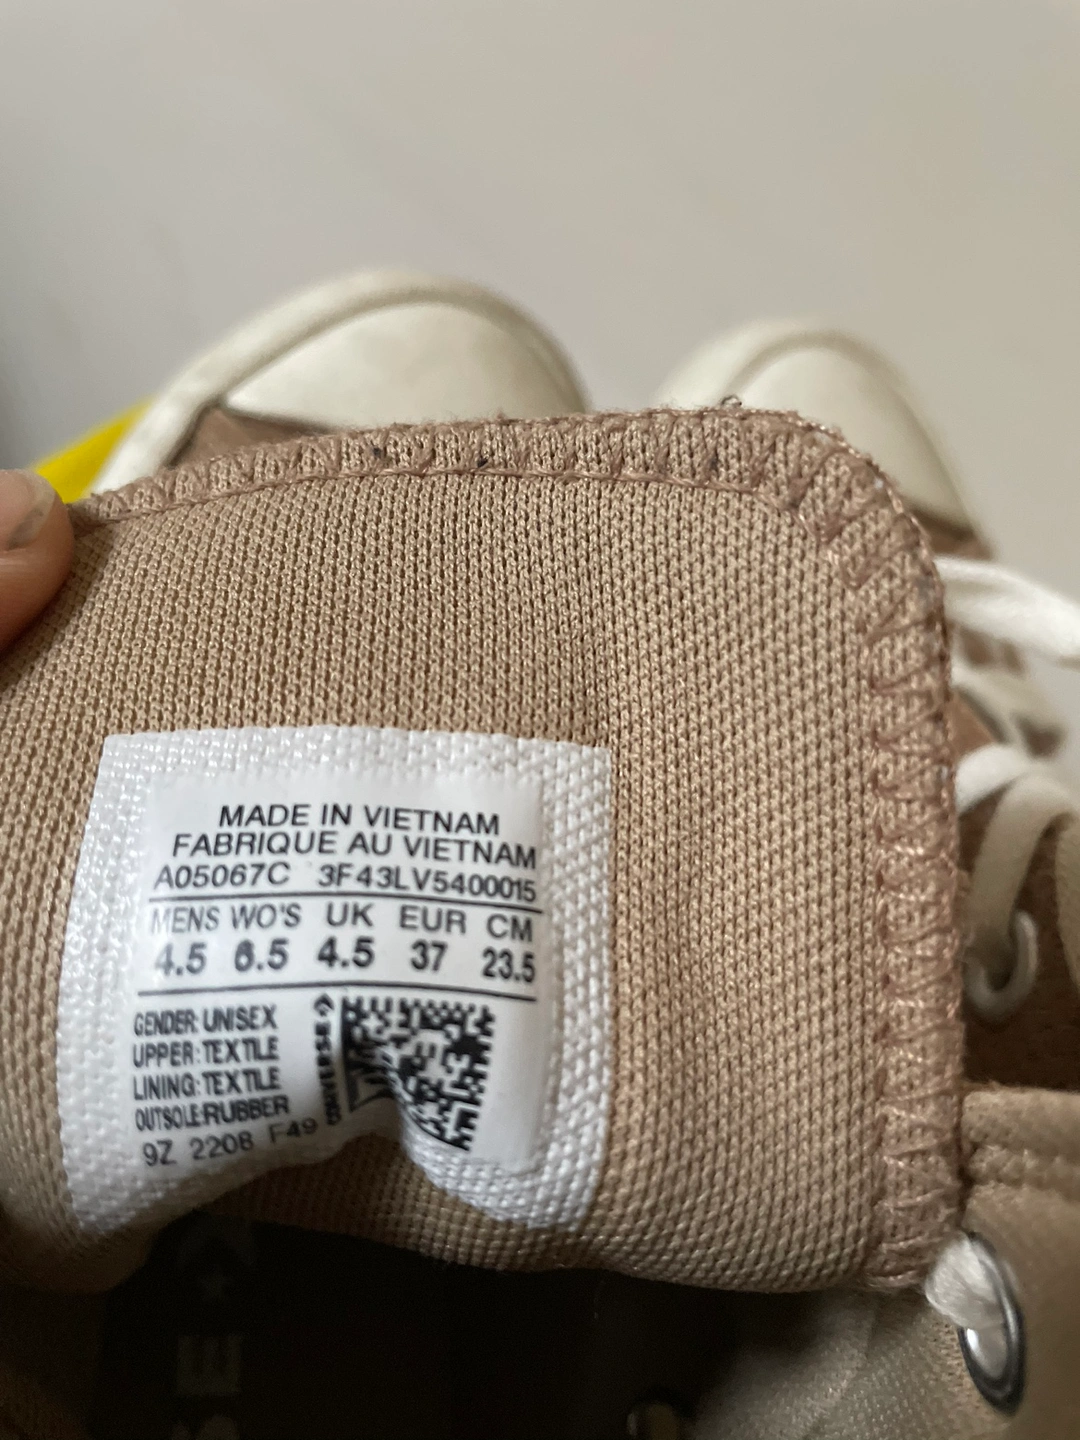 MADE IN VIETNAM
FABRIQUE AU VIETNAM
A05067C 3F43LV5400015
MENS WO'S UK EUR CM
4.5 6.5 4.5 37 23.5
GENDER: UNISEX
UPPER: TEXTILE
LINING: TEXTILE
OUTSOLE:RUBBER
9Z 2208 F49
CONVERSE